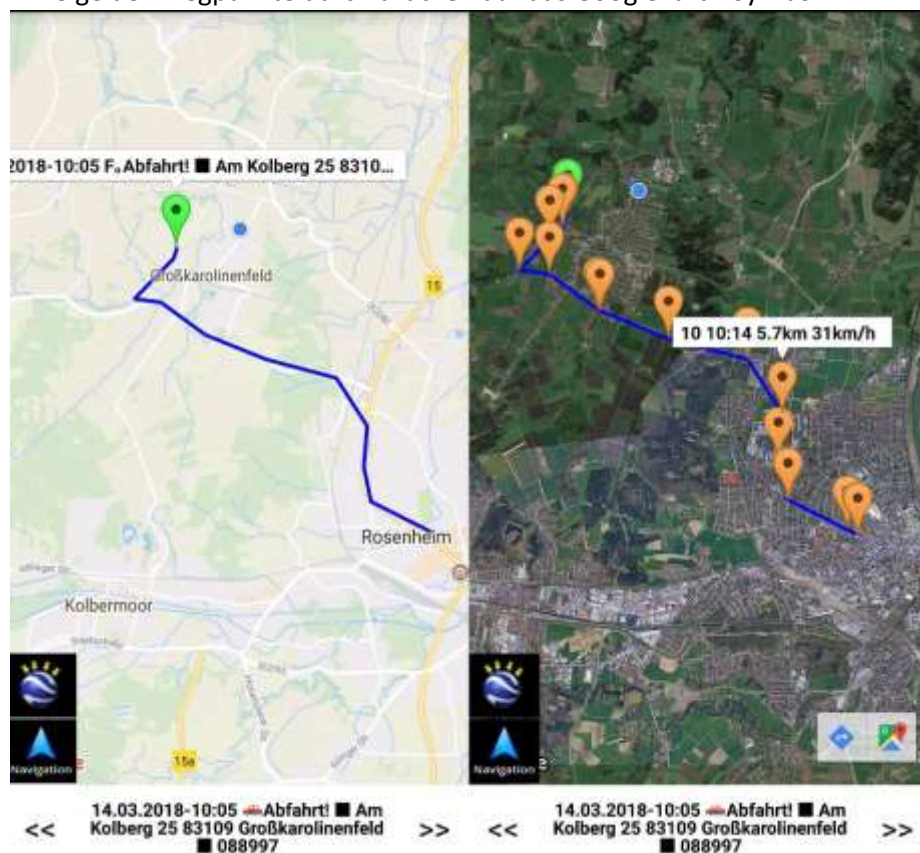 2018-10:05 F. Abfahrt! ■ Am Kolberg 25 8310...
Großkarolinenfeld
15
Rosenheim
Kolbermoor
15a
Navigation
14.03.2018-10:05 Abfahrt! ■ Am
Kolberg 25 83109 Großkarolinenfeld
■ 088997
<< >>
10 10:14 5.7km 31km/h
Navigation
14.03.2018-10:05 Abfahrt! ■ Am
Kolberg 25 83109 Großkarolinenfeld
■ 088997
<< >>